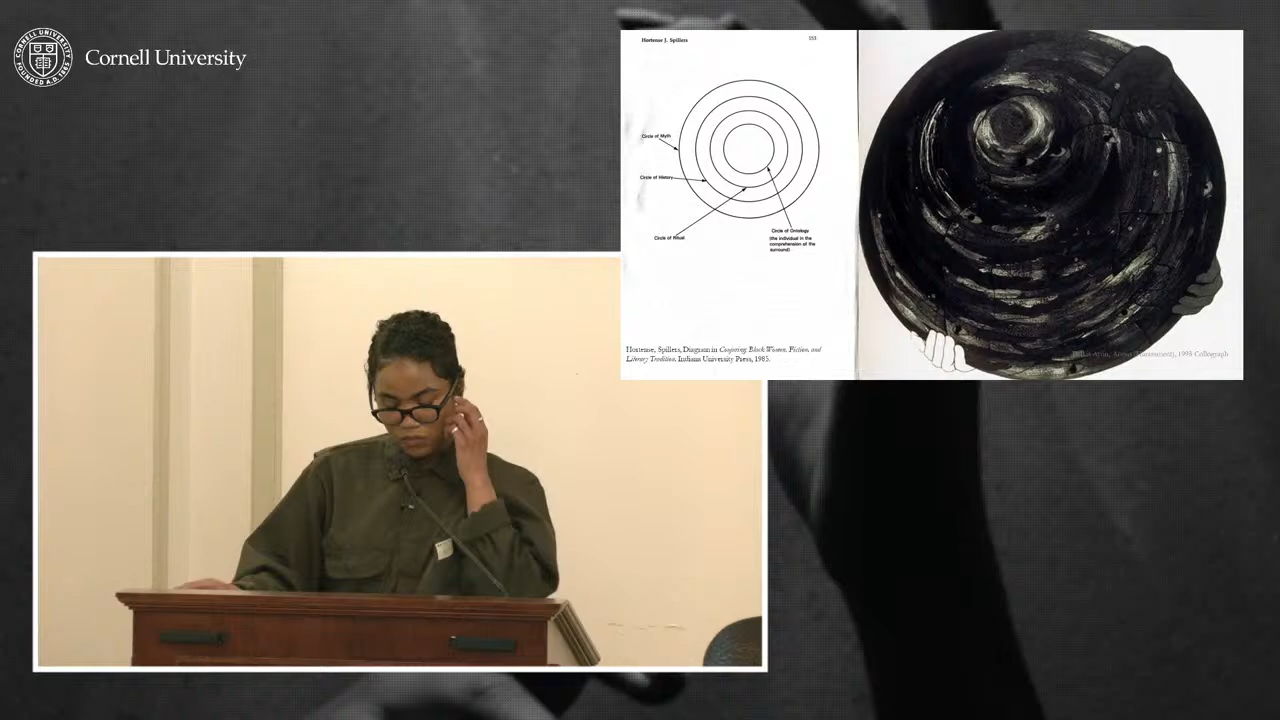 Cornell University
Hortense J. Spillers
153
Circle of Myth
Circle of History
Circle of Ritual
Circle of Ontology
(the individual in the
comprehension of the
surround)
Hortense, Spillers, Diagram in Conjuring: Black Women, Fiction, and
Literary Tradition, Indiana University Press, 1985.
1998 Collograph